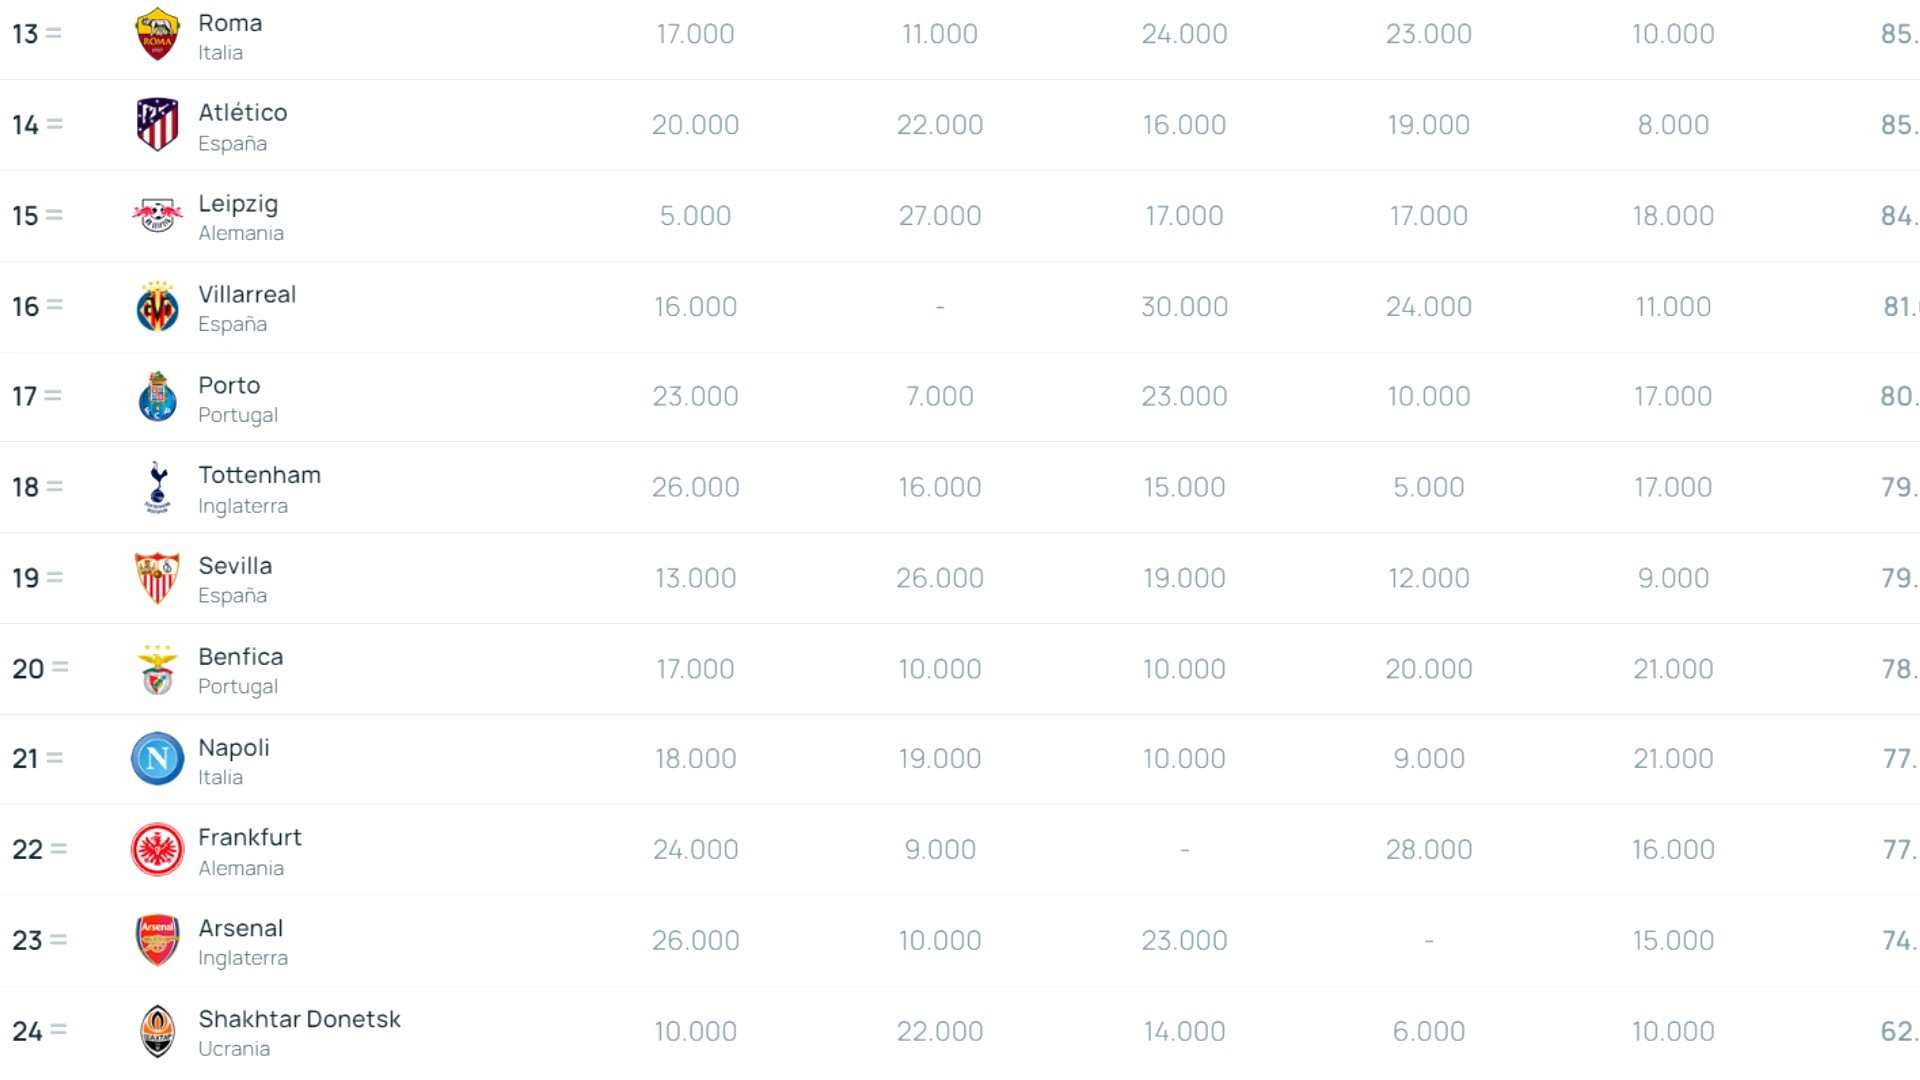 13 = Roma 17.000 11.000 24.000 23.000 10.000 85.
Italia
14 = Atlético 20.000 22.000 16.000 19.000 8.000 85.
España
15 = Leipzig 5.000 27.000 17.000 17.000 18.000 84.
Alemania
16 = Villarreal 16.000 - 30.000 24.000 11.000 81.
España
17 = Porto 23.000 7.000 23.000 10.000 17.000 80.
Portugal
18 = Tottenham 26.000 16.000 15.000 5.000 17.000 79.
Inglaterra
19 = Sevilla 13.000 26.000 19.000 12.000 9.000 79.
España
20 = Benfica 17.000 10.000 10.000 20.000 21.000 78.
Portugal
21 = Napoli 18.000 19.000 10.000 9.000 21.000 77.
Italia
22 = Frankfurt 24.000 9.000 - 28.000 16.000 77.
Alemania
23 = Arsenal 26.000 10.000 23.000 - 15.000 74.
Inglaterra
24 = Shakhtar Donetsk 10.000 22.000 14.000 6.000 10.000 62.
Ucrania